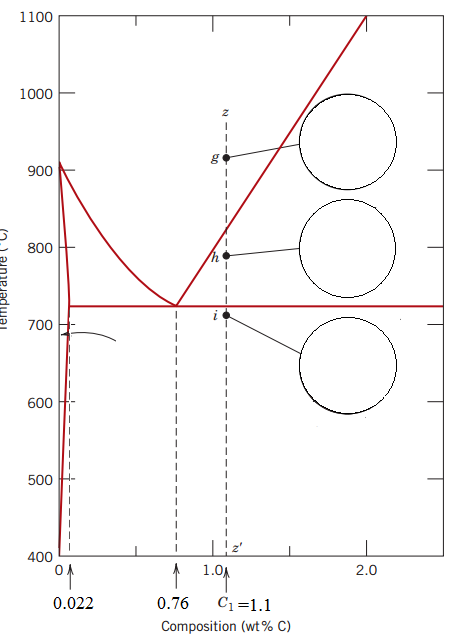 1100
1000
900
800
700
600
500
400
Temperature (°C)
z
g
h
i
z'
0 1.0 2.0
0.022 0.76 C₁ =1.1
Composition (wt% C)